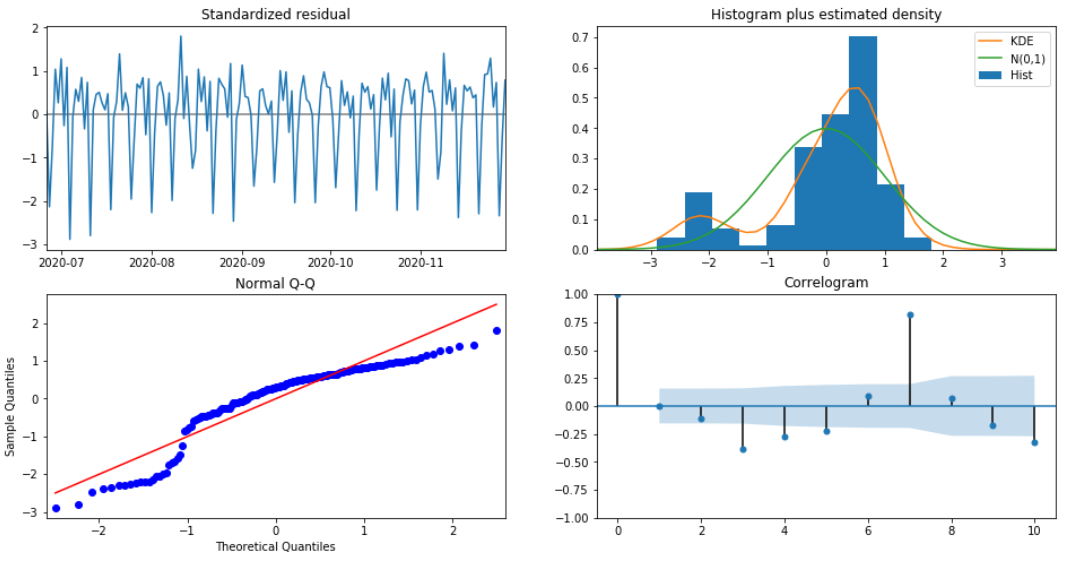 Standardized residual
2
1
0
−1
−2
−3
2020-07 2020-08 2020-09 2020-10 2020-11
Histogram plus estimated density
0.7
0.6
0.5
0.4
0.3
0.2
0.1
0.0
KDE
N(0,1)
Hist
−3 −2 −1 0 1 2 3
Normal Q-Q
Sample Quantiles
2
1
0
−1
−2
−3
−2 −1 0 1 2
Theoretical Quantiles
Correlogram
1.00
0.75
0.50
0.25
0.00
−0.25
−0.50
−0.75
−1.00
0 2 4 6 8 10